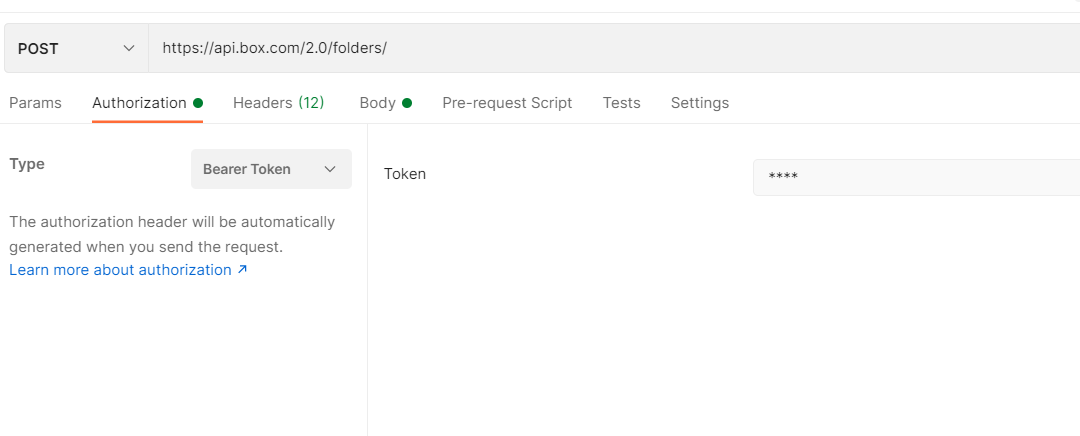 POST https://api.box.com/2.0/folders/
Params Authorization Headers (12) Body Pre-request Script Tests Settings
Type Bearer Token
Token ****
The authorization header will be automatically
generated when you send the request.
Learn more about authorization ↗